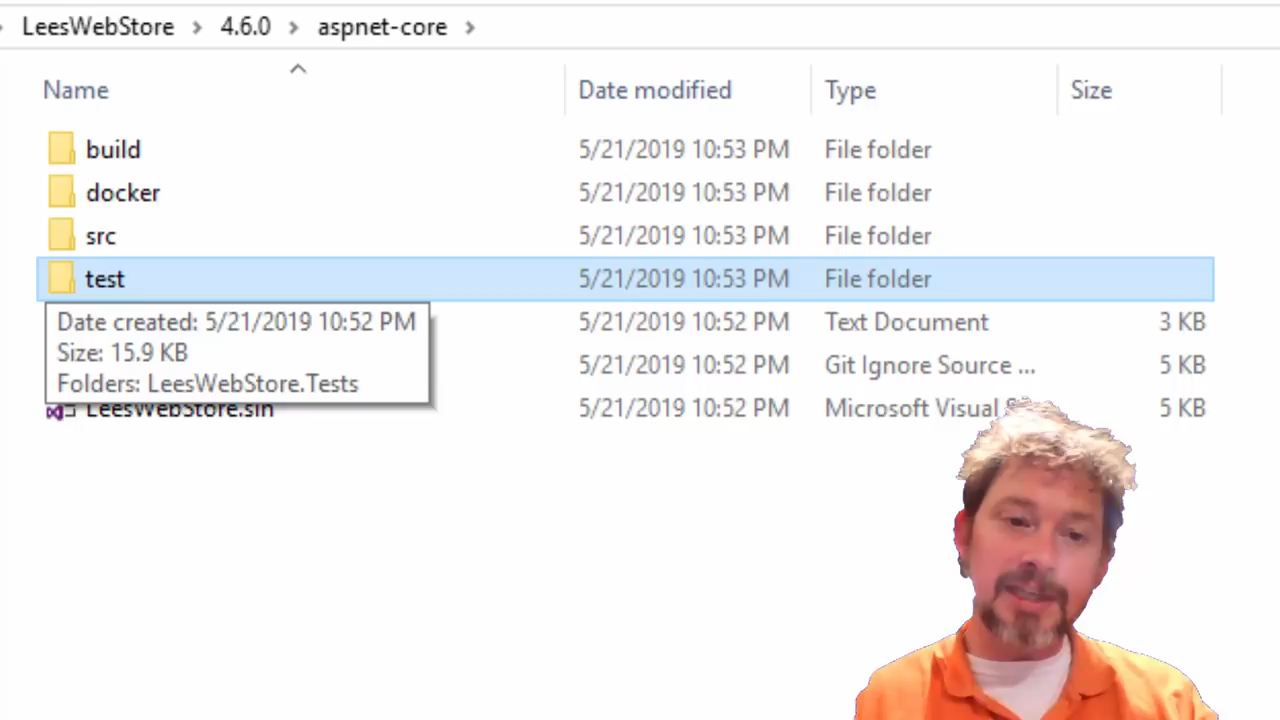 LeesWebStore > 4.6.0 > aspnet-core >
Name Date modified Type Size
build 5/21/2019 10:53 PM File folder
docker 5/21/2019 10:53 PM File folder
src 5/21/2019 10:53 PM File folder
test 5/21/2019 10:53 PM File folder
Date created: 5/21/2019 10:52 PM 5/21/2019 10:52 PM Text Document 3 KB
Size: 15.9 KB
5/21/2019 10:52 PM Git Ignore Source ... 5 KB
Folders: LeesWebStore.Tests
LeesWebStore.sln 5/21/2019 10:52 PM Microsoft Visual 5 KB